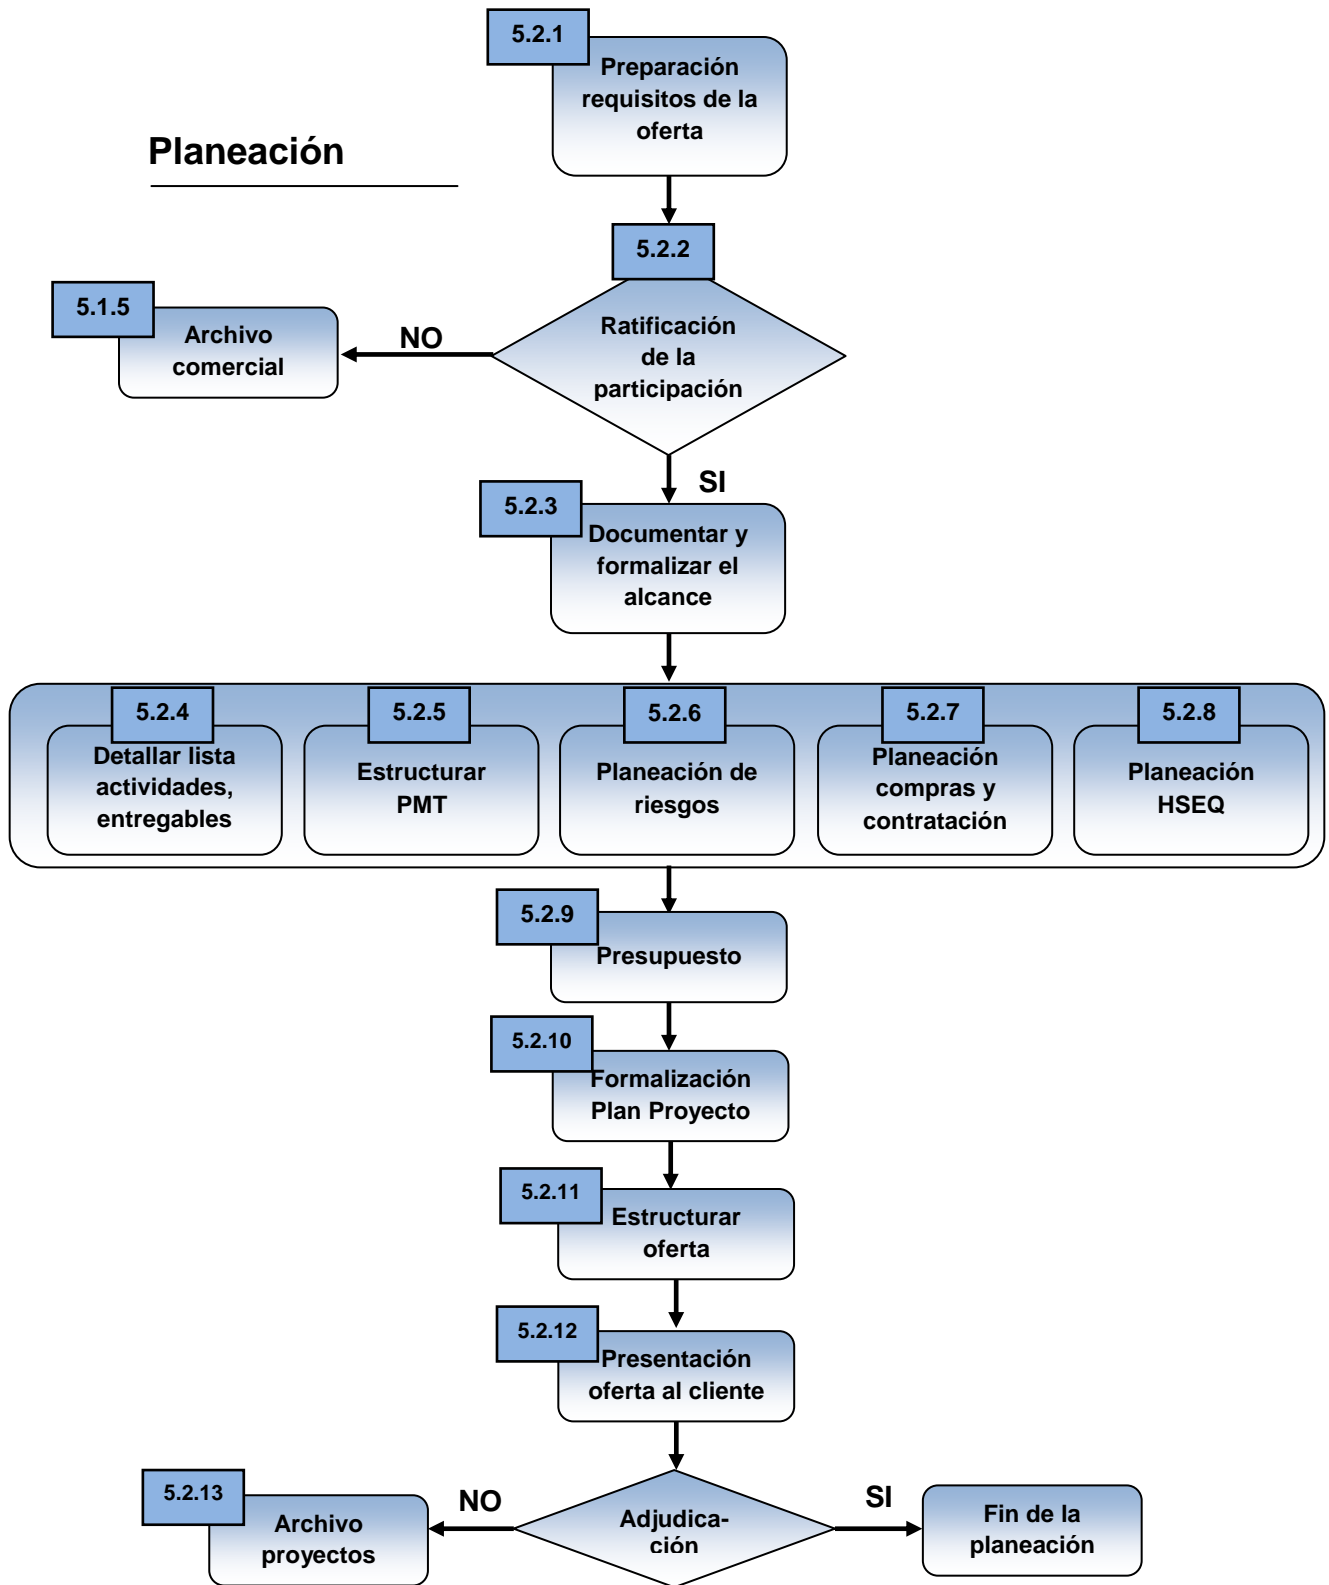 5.2.1
Preparación
requisitos de la
oferta
Planeación
5.2.2
Ratificación
de la
participación
5.1.5
Archivo
comercial
NO
SI
5.2.3
Documentar y
formalizar el
alcance
5.2.4
Detallar lista
actividades,
entregables
5.2.5
Estructurar
PMT
5.2.6
Planeación de
riesgos
5.2.7
Planeación
compras y
contratación
5.2.8
Planeación
HSEQ
5.2.9
Presupuesto
5.2.10
Formalización
Plan Proyecto
5.2.11
Estructurar
oferta
5.2.12
Presentación
oferta al cliente
5.2.13
Archivo
proyectos
NO
Adjudica-
ción
SI
Fin de la
planeación